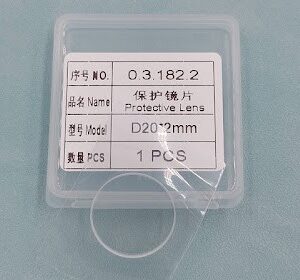 序号 NO. 0.3.182.2
品名 Name 保护镜片
Protective Lens
型号 Model D20*2mm
数量 PCS 1 PCS